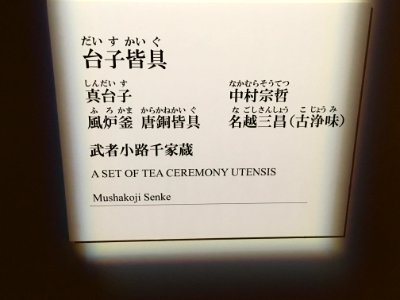 だいすかいぐ
台子皆具
しんだいす なかむらそうてつ
真台子 中村宗哲
ふろかま からかねかいぐ なごしさんしょう こじょうみ
風炉釜 唐銅皆具 名越三昌(古浄味)
武者小路千家蔵
A SET OF TEA CEREMONY UTENSIS
Mushakoji Senke